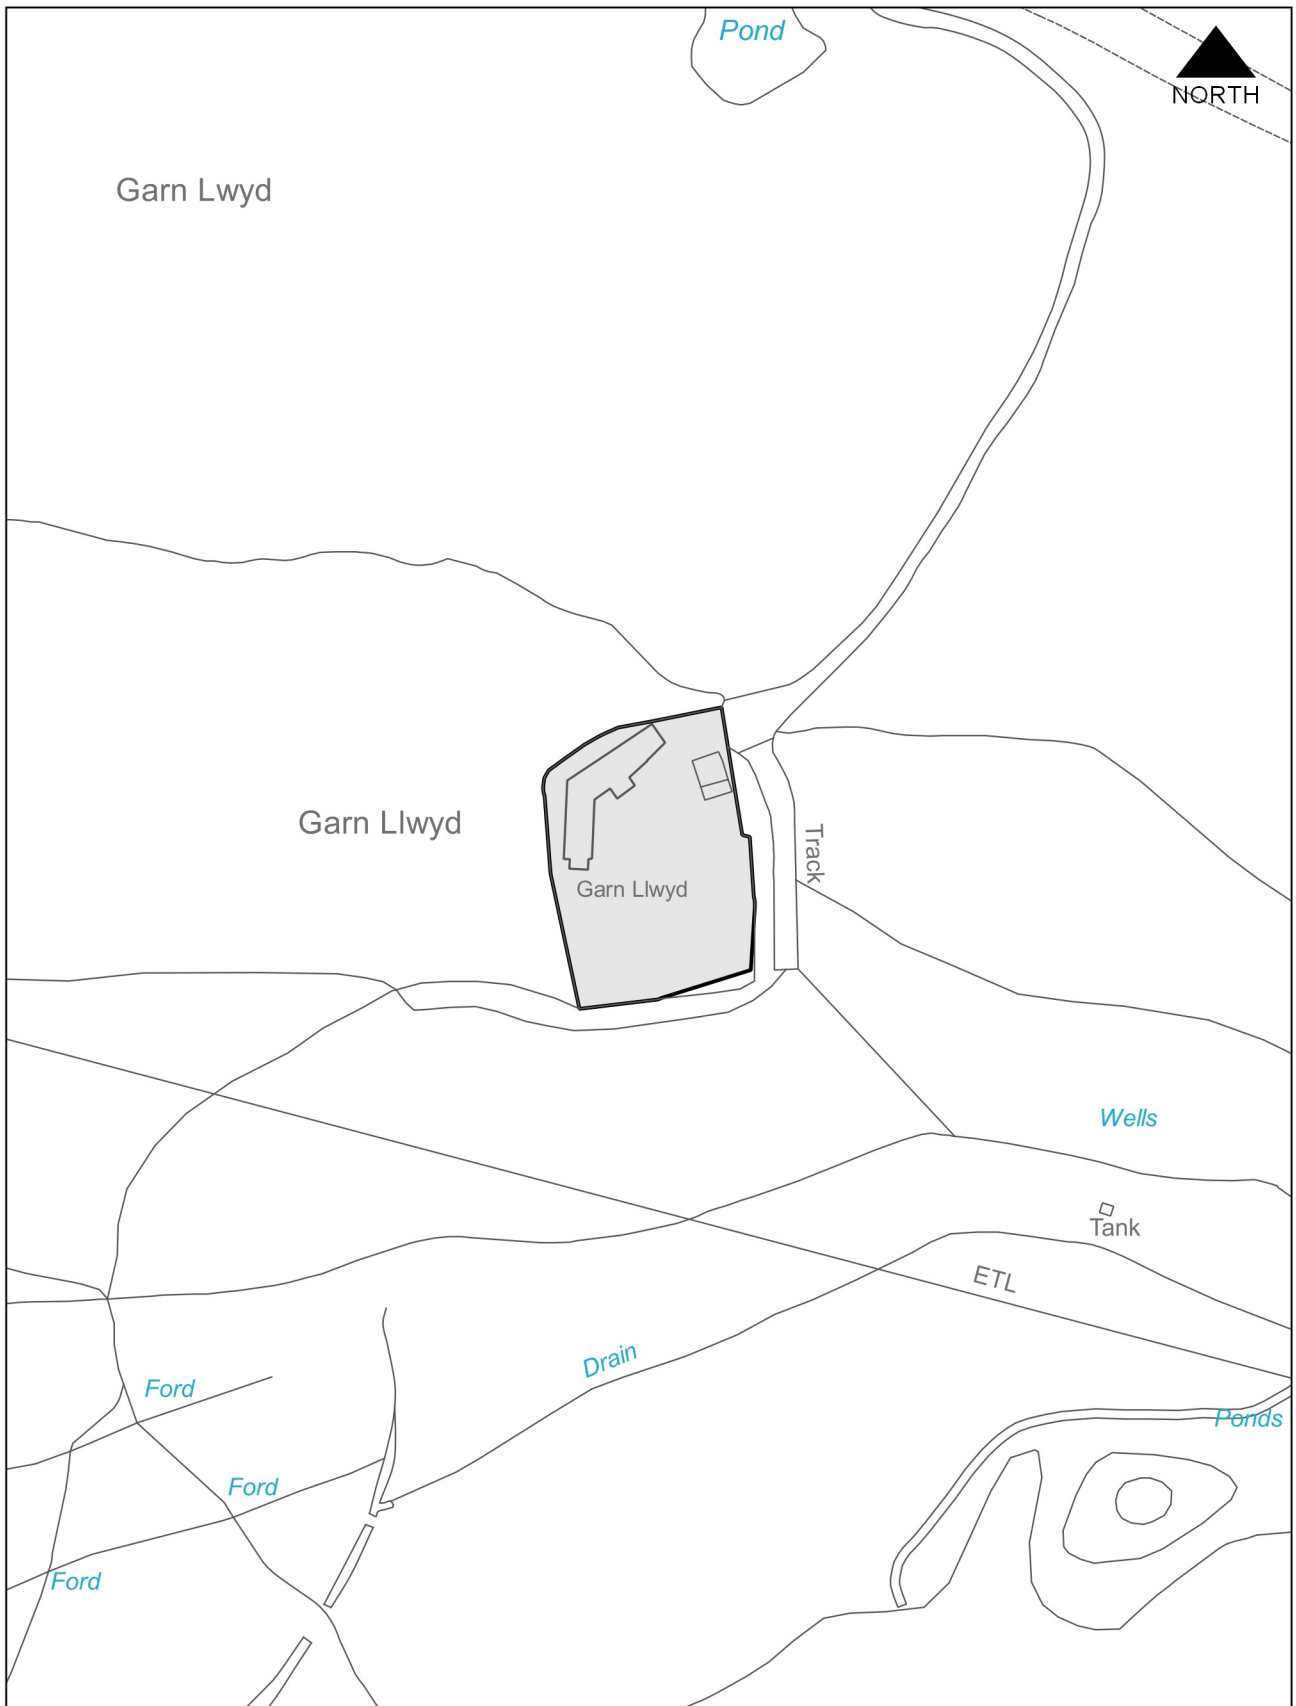 Pond
NORTH
Garn Lwyd
Garn Llwyd
Track
Garn Llwyd
Wells
Tank
ETL
Drain
Ford
Ponds
Ford
Ford